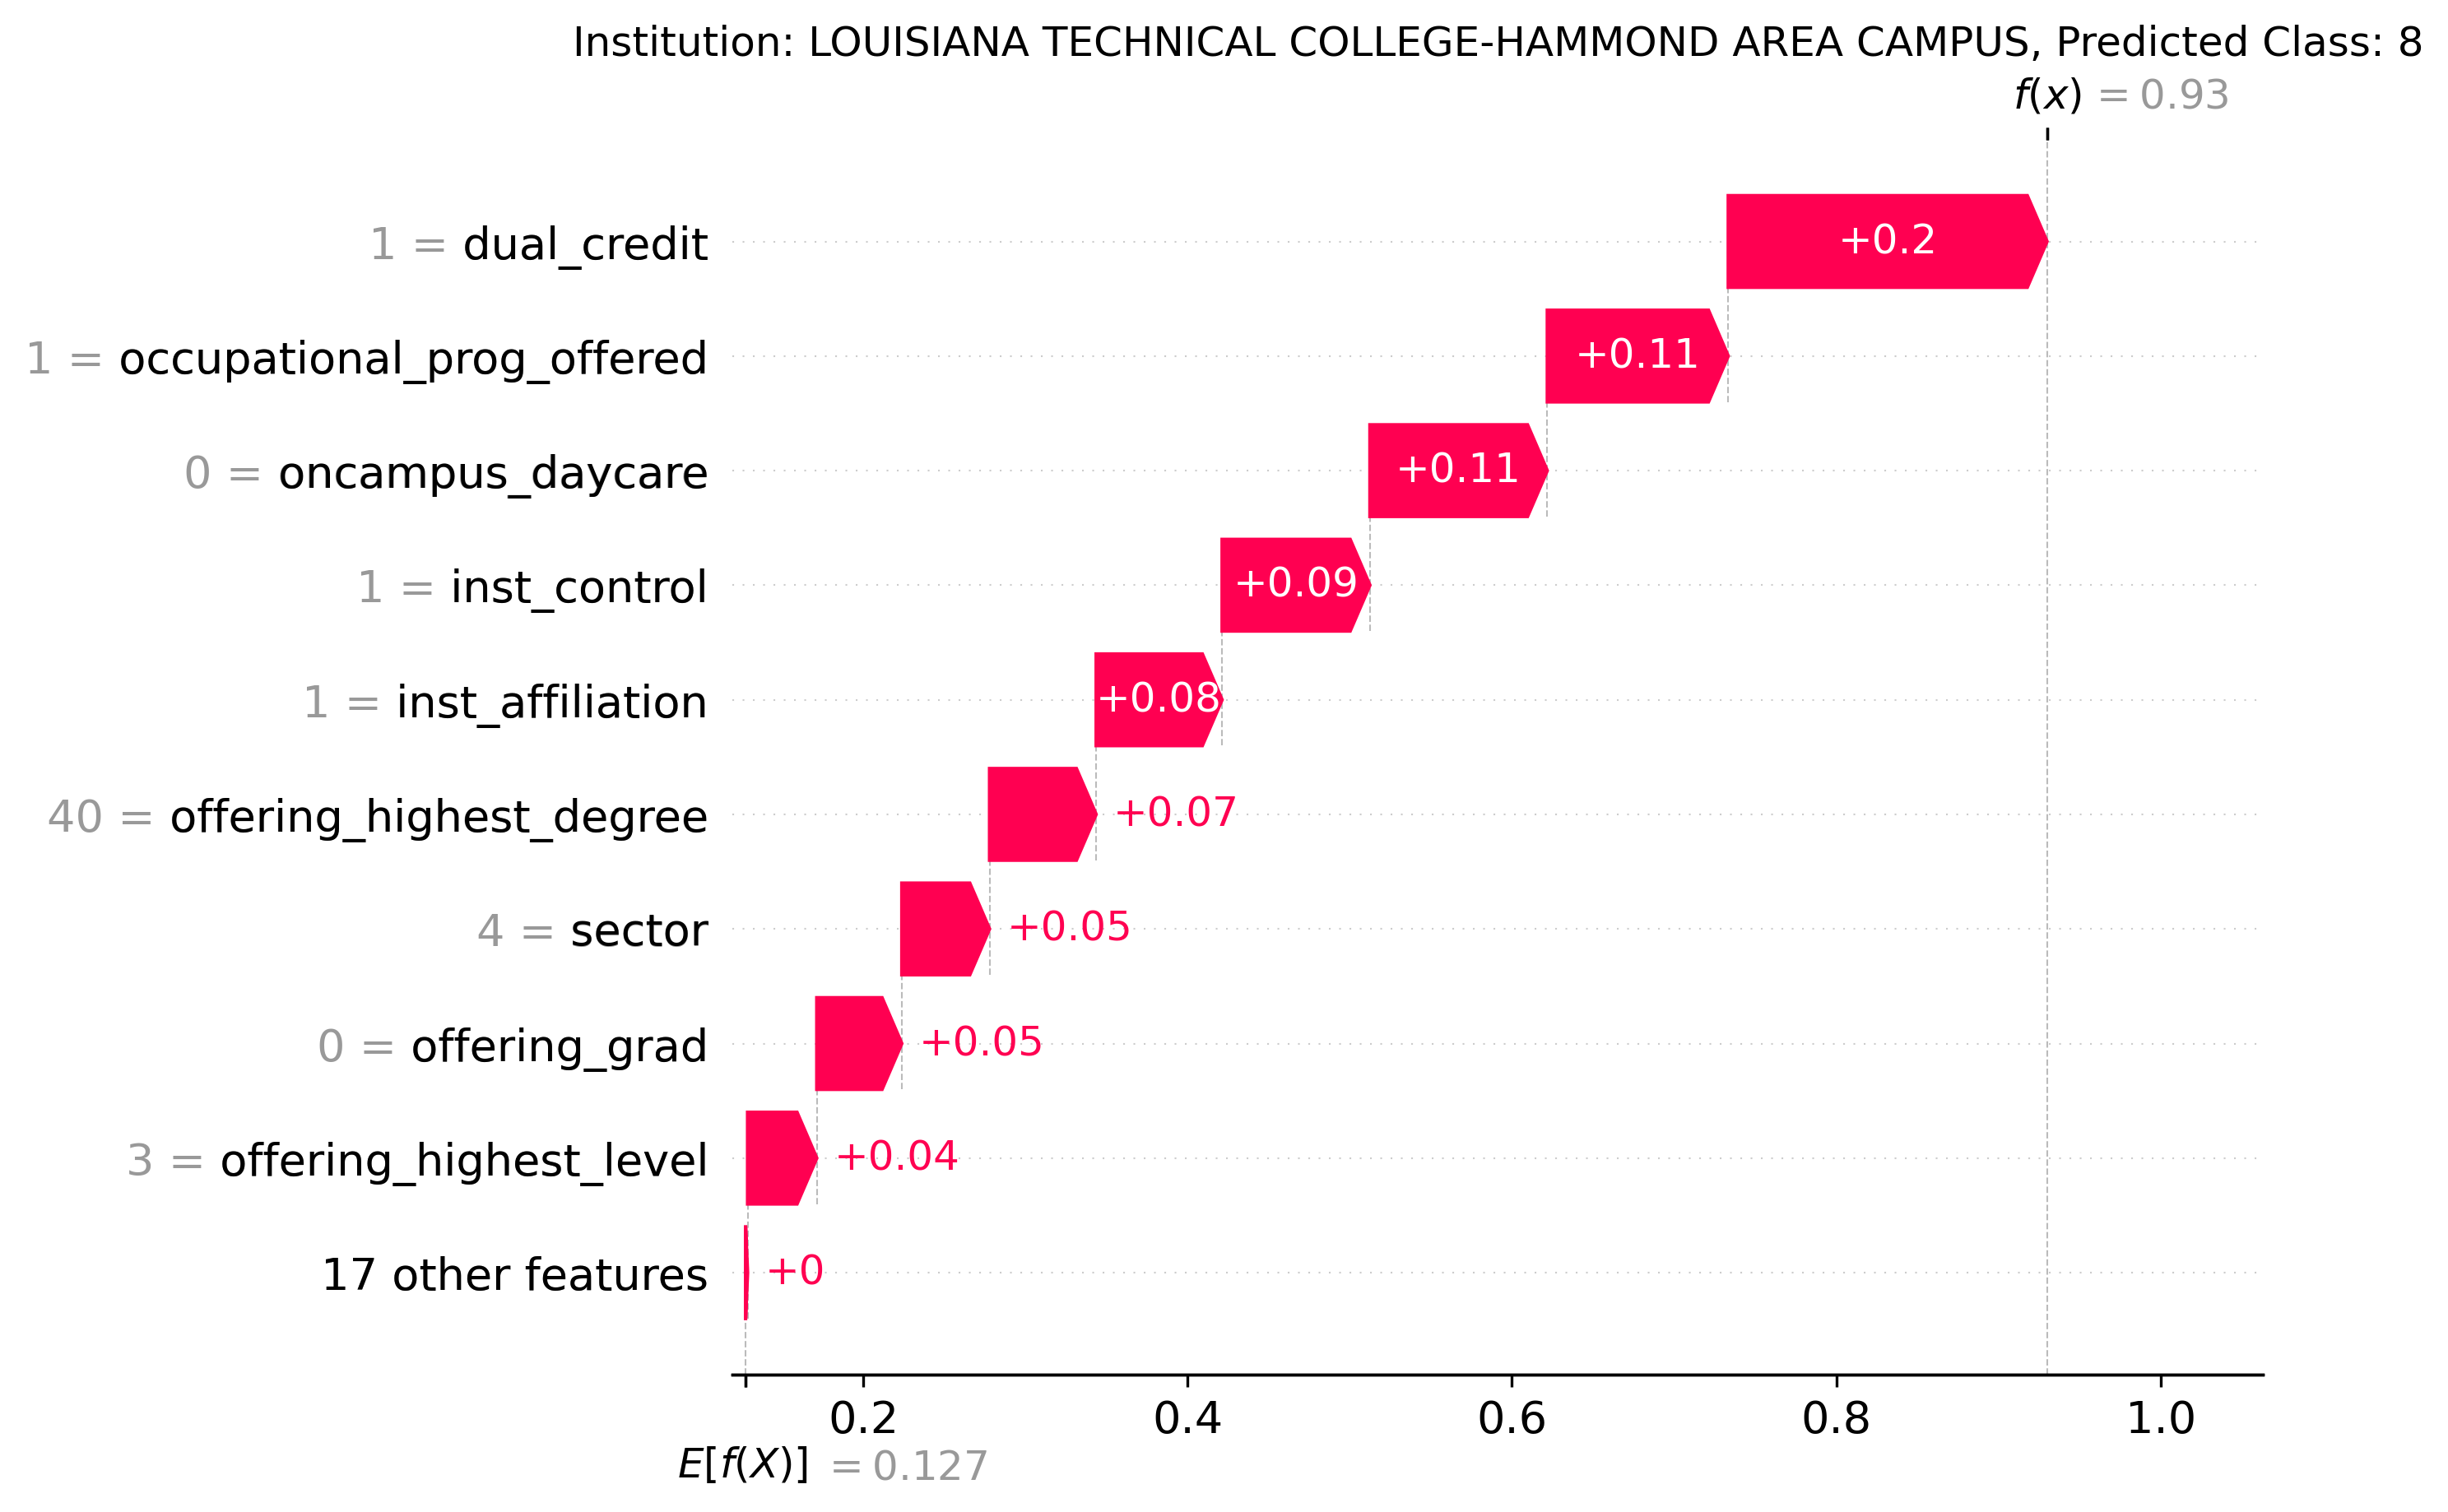 Institution: LOUISIANA TECHNICAL COLLEGE-HAMMOND AREA CAMPUS, Predicted Class: 8
f(x) = 0.93
1 = dual_credit +0.2
1 = occupational_prog_offered +0.11
0 = oncampus_daycare +0.11
1 = inst_control +0.09
1 = inst_affiliation +0.08
40 = offering_highest_degree +0.07
4 = sector +0.05
0 = offering_grad +0.05
3 = offering_highest_level +0.04
17 other features +0
0.2 0.4 0.6 0.8 1.0
E[f(X)] = 0.127